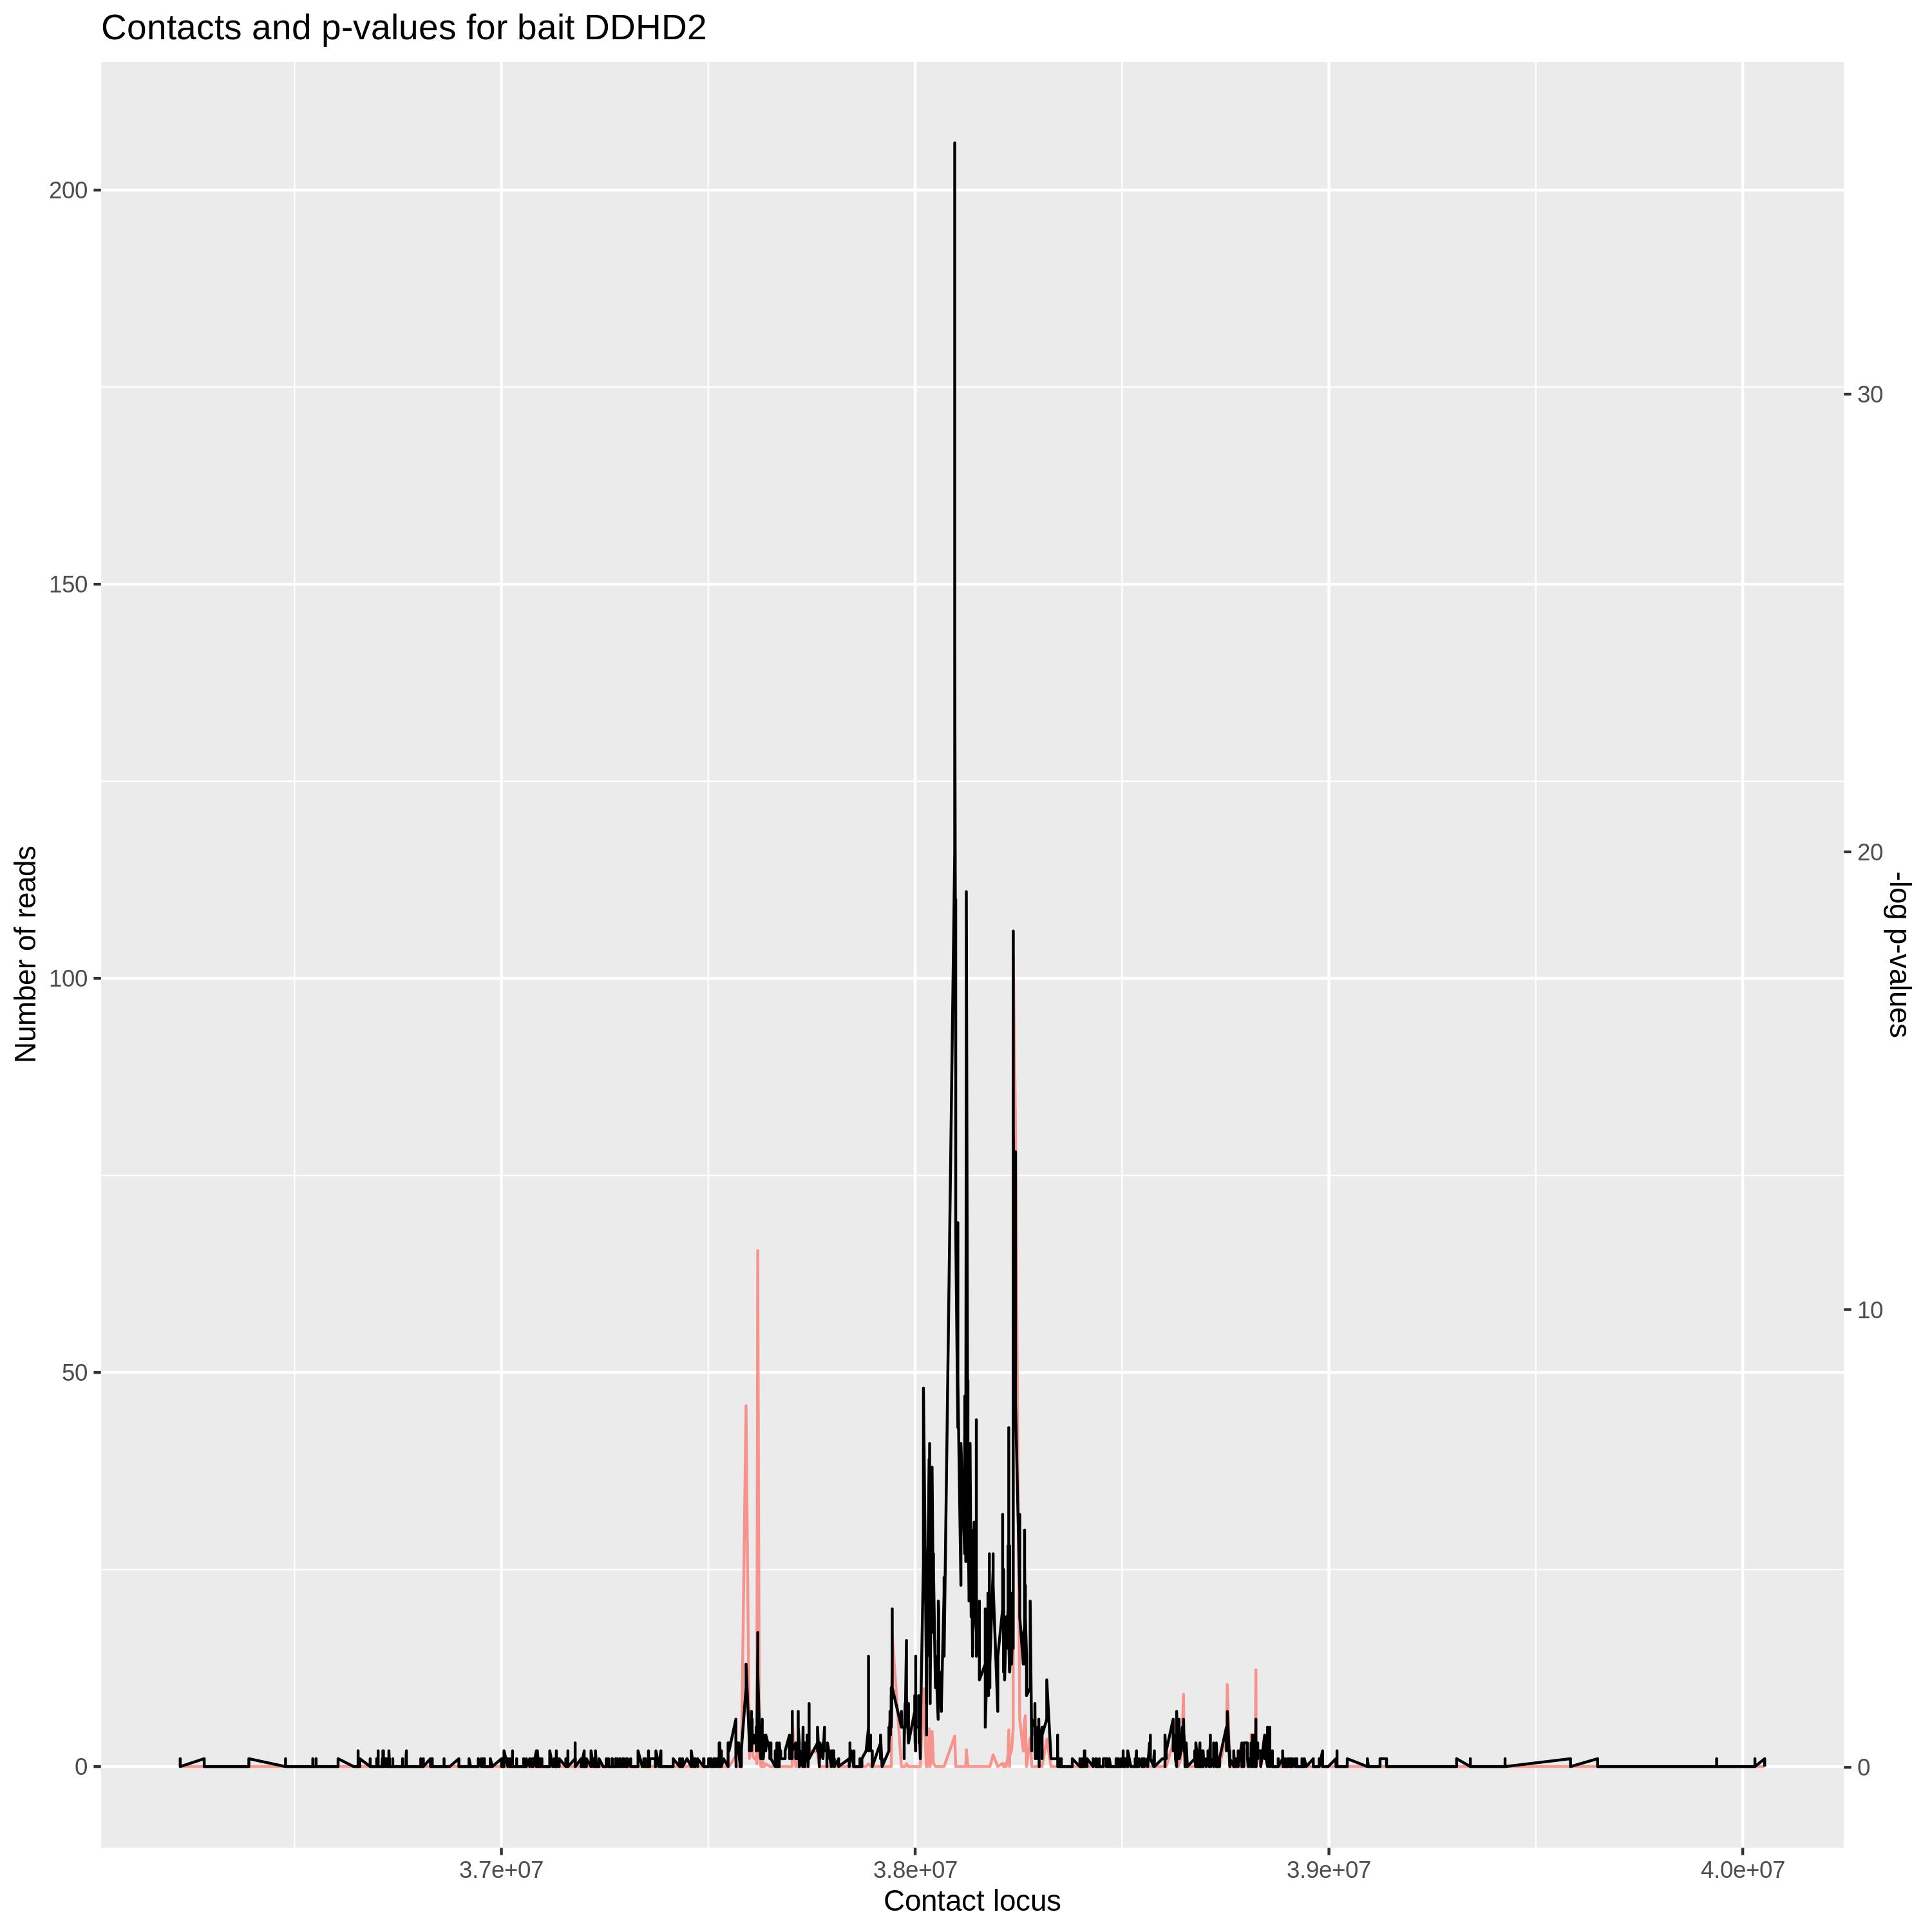 Contacts and p-values for bait DDHD2
200
150
100
50
0
Number of reads
30
20
10
0
-log p-values
3.7e+07 3.8e+07 3.9e+07 4.0e+07
Contact locus